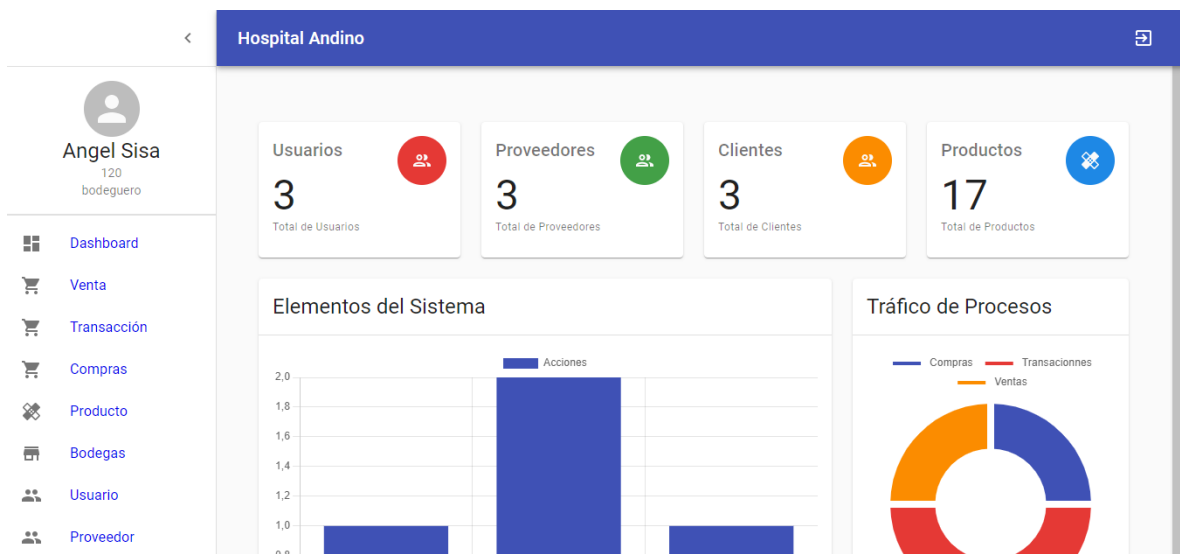 Hospital Andino
Angel Sisa
120
bodeguero
Dashboard
Venta
Transacción
Compras
Producto
Bodegas
Usuario
Proveedor
Usuarios
3
Total de Usuarios
Proveedores
3
Total de Proveedores
Clientes
3
Total de Clientes
Productos
17
Total de Productos
Elementos del Sistema
Acciones
2,0
1,8
1,6
1,4
1,2
1,0
0,8
Tráfico de Procesos
Compras Transacionnes
Ventas